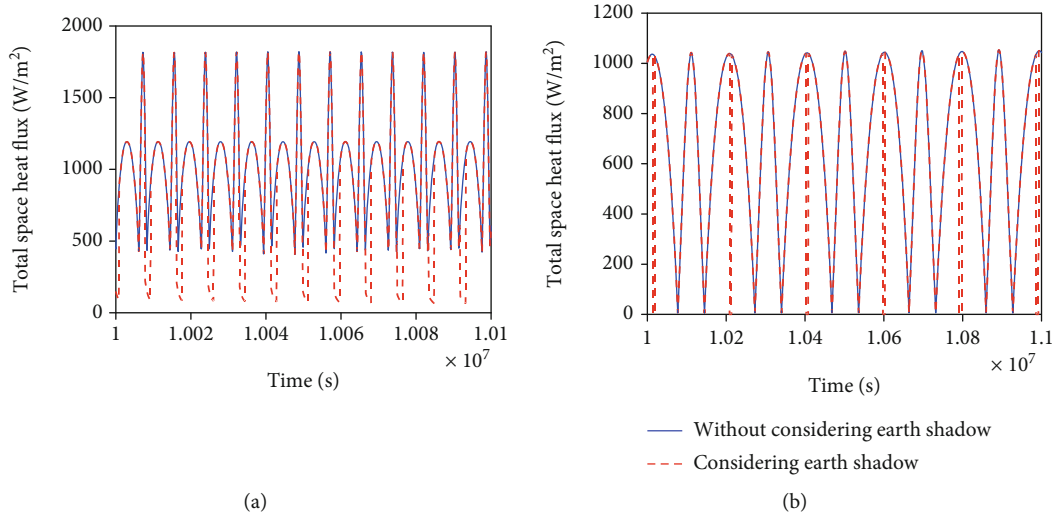 Total space heat flux (W/m²)
2000
1500
1000
500
0
1 1.002 1.004 1.006 1.008 1.01
× 10⁷
Time (s)
(a)
Total space heat flux (W/m²)
1200
1000
800
600
400
200
0
1 1.02 1.04 1.06 1.08 1.1
× 10⁷
Time (s)
Without considering earth shadow
Considering earth shadow
(b)